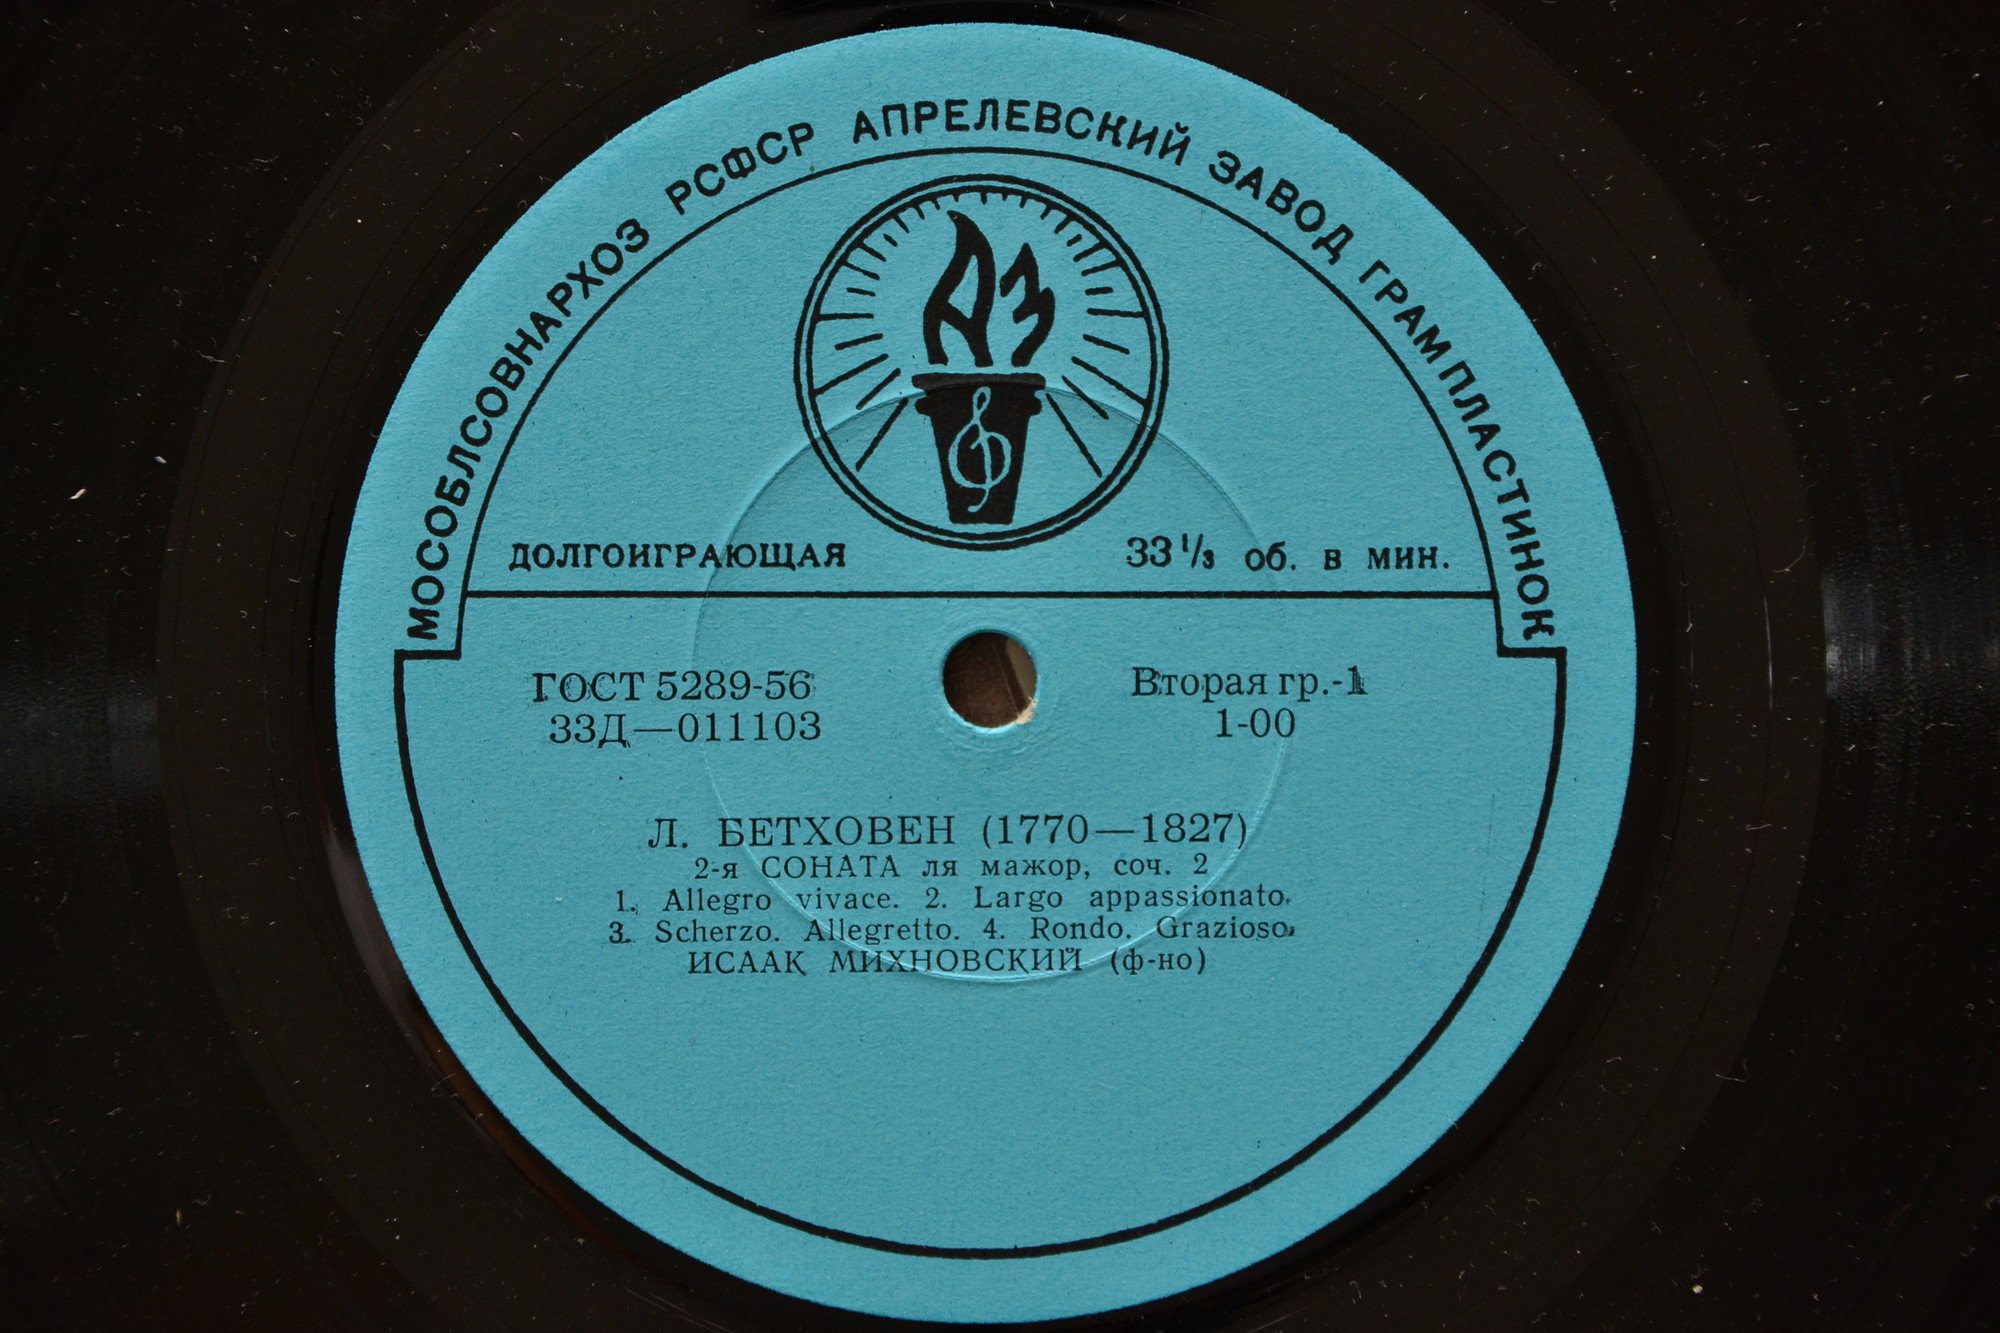 МОСОБЛСОВНАРХОЗ РСФСР АПРЕЛЕВСКИЙ ЗАВОД ГРАМПЛАСТИНОК
АЗ
ДОЛГОИГРАЮЩАЯ 33 1/3 об. в мин.
ГОСТ 5289-56 Вторая гр.-1
33Д—011103 1-00
Л. БЕТХОВЕН (1770—1827)
2-я СОНАТА ля мажор, соч. 2
1. Allegro vivace. 2. Largo appassionato.
3. Scherzo. Allegretto. 4. Rondo. Grazioso.
ИСААК МИХНОВСКИЙ (ф-но)